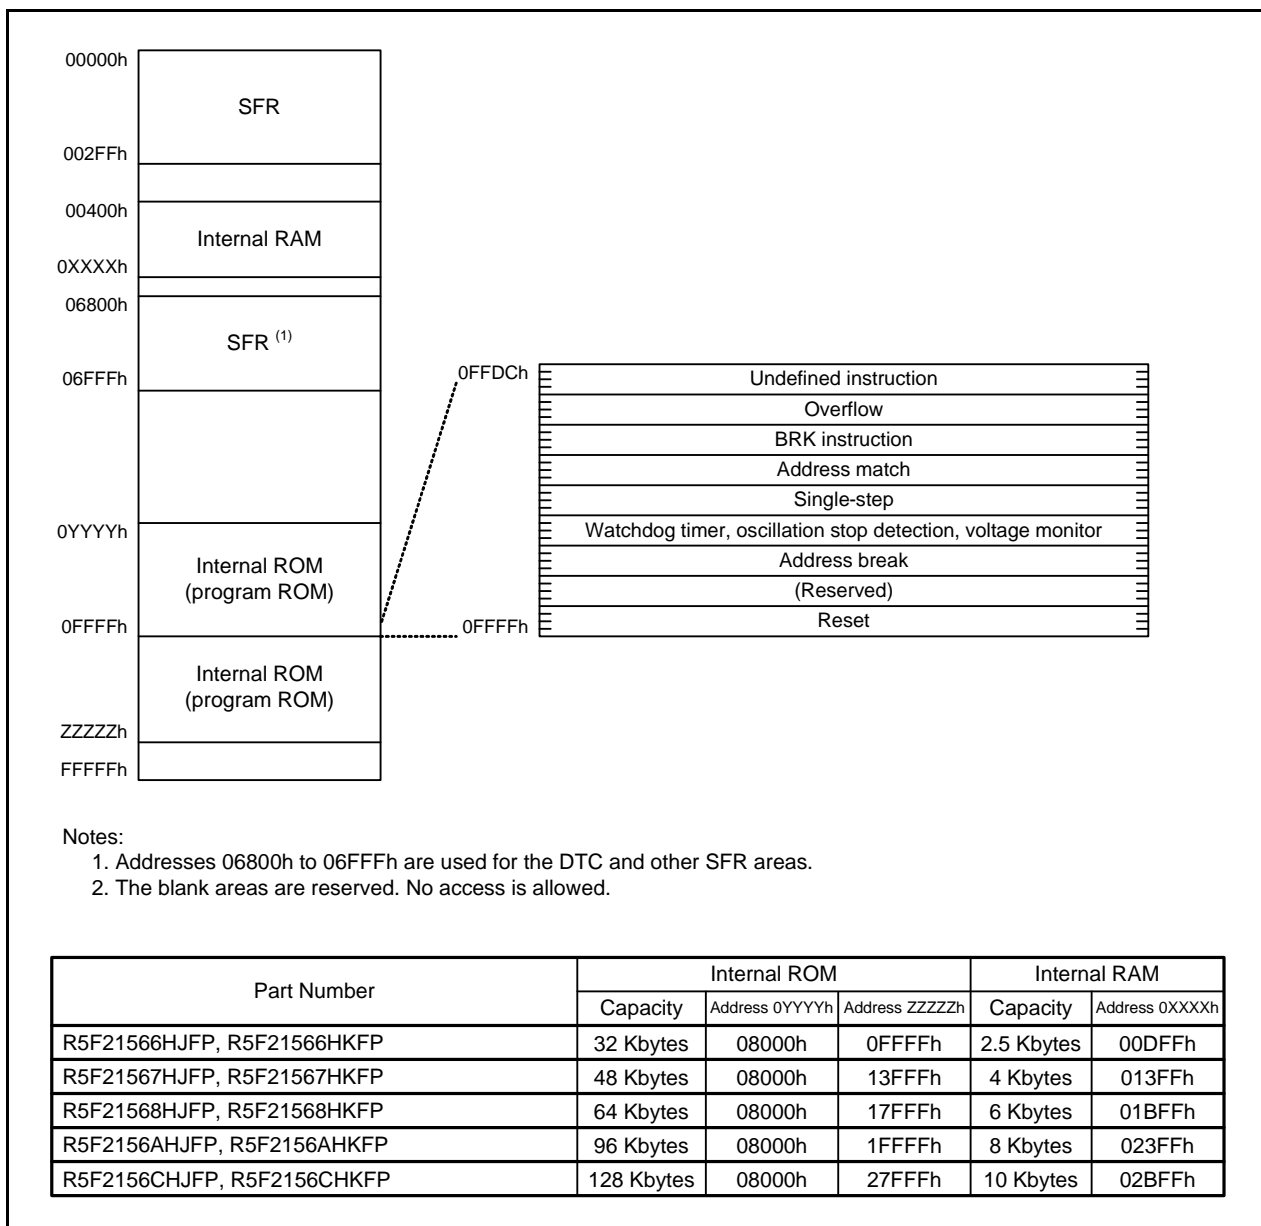 00000h
SFR
002FFh
00400h
Internal RAM
0XXXXh
06800h
SFR (1)
06FFFh
0FFDCh
Undefined instruction
Overflow
BRK instruction
Address match
Single-step
0YYYYh
Watchdog timer, oscillation stop detection, voltage monitor
Internal ROM
(program ROM)
Address break
(Reserved)
0FFFFh
0FFFFh
Reset
Internal ROM
(program ROM)
ZZZZZh
FFFFFh
Notes:
1. Addresses 06800h to 06FFFh are used for the DTC and other SFR areas.
2. The blank areas are reserved. No access is allowed.
Part Number Internal ROM Internal RAM
Capacity Address 0YYYYh Address ZZZZZh Capacity Address 0XXXXh
R5F21566HJFP, R5F21566HKFP 32 Kbytes 08000h 0FFFFh 2.5 Kbytes 00DFFh
R5F21567HJFP, R5F21567HKFP 48 Kbytes 08000h 13FFFh 4 Kbytes 013FFh
R5F21568HJFP, R5F21568HKFP 64 Kbytes 08000h 17FFFh 6 Kbytes 01BFFh
R5F2156AHJFP, R5F2156AHKFP 96 Kbytes 08000h 1FFFFh 8 Kbytes 023FFh
R5F2156CHJFP, R5F2156CHKFP 128 Kbytes 08000h 27FFFh 10 Kbytes 02BFFh